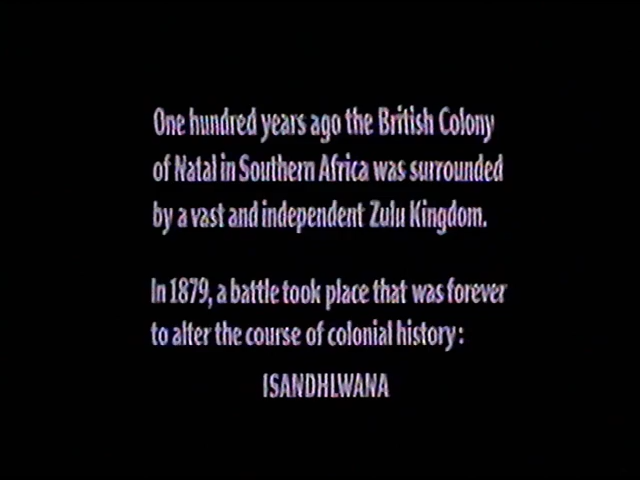 One hundred years ago the British Colony
of Natal in Southern Africa was surrounded
by a vast and independent Zulu Kingdom.
In 1879, a battle took place that was forever
to alter the course of colonial history:
ISANDHLWANA